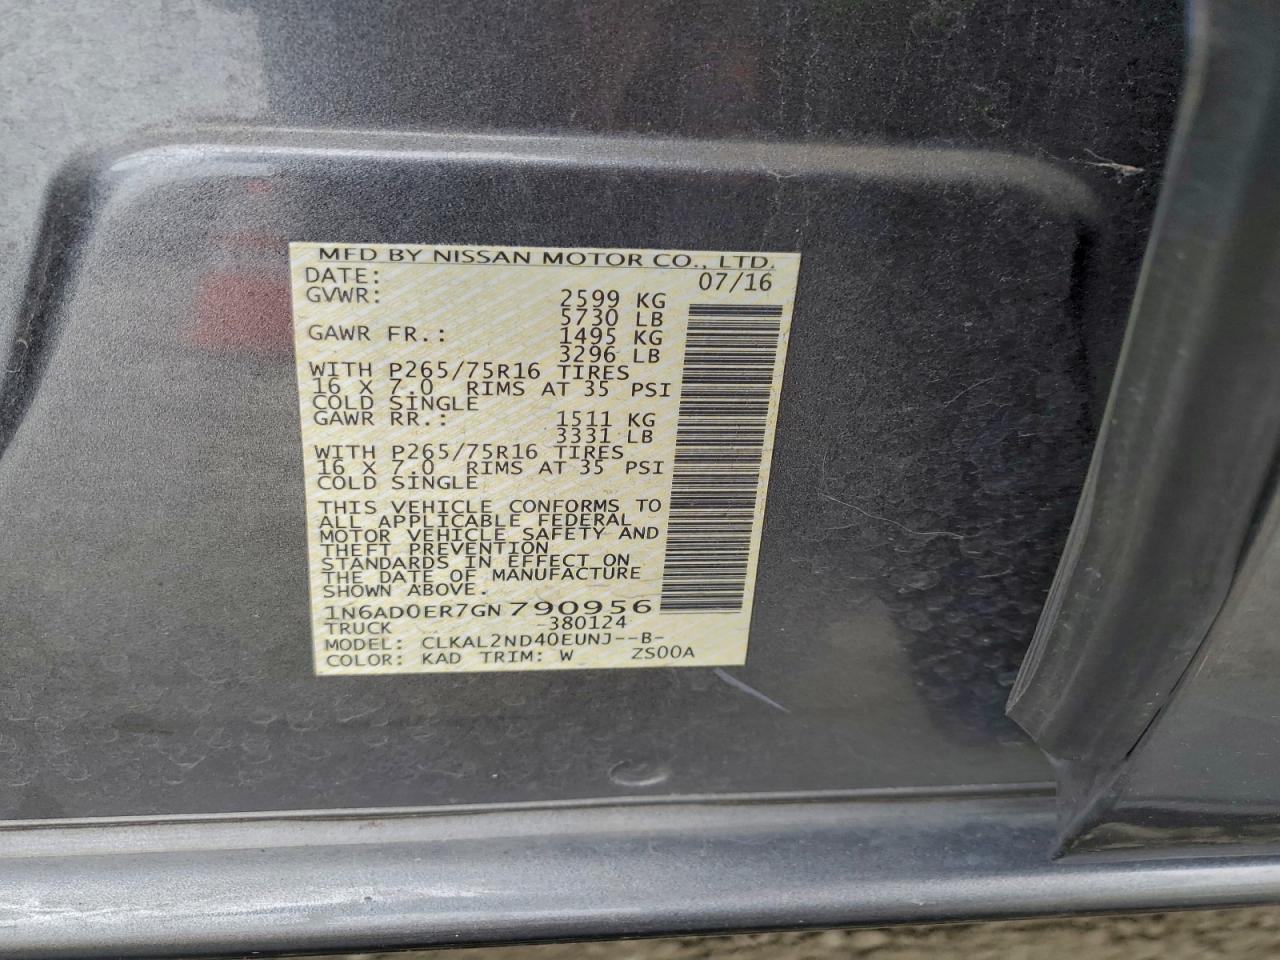 MFD BY NISSAN MOTOR CO., LTD.
DATE: 07/16
GVWR: 2599 KG
5730 LB
GAWR FR.: 1495 KG
3296 LB
WITH P265/75R16 TIRES
16 X 7.0 RIMS AT 35 PSI
COLD SINGLE
GAWR RR.: 1511 KG
3331 LB
WITH P265/75R16 TIRES
16 X 7.0 RIMS AT 35 PSI
COLD SINGLE
THIS VEHICLE CONFORMS TO
ALL APPLICABLE FEDERAL
MOTOR VEHICLE SAFETY AND
THEFT PREVENTION
STANDARDS IN EFFECT ON
THE DATE OF MANUFACTURE
SHOWN ABOVE.
1N6AD0ER7GN790956
TRUCK -380124
MODEL: CLKAL2ND40EUNJ--B-
COLOR: KAD TRIM: W ZS00A